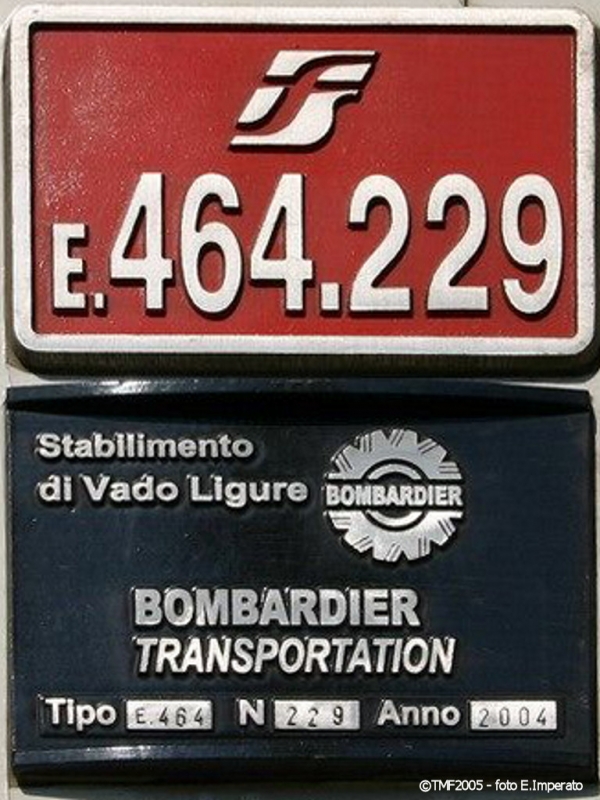 E.464.229
Stabilimento
di Vado Ligure
BOMBARDIER
BOMBARDIER
TRANSPORTATION
Tipo E.464 N 229 Anno 2004
©TMF2005 - foto E.Imperato